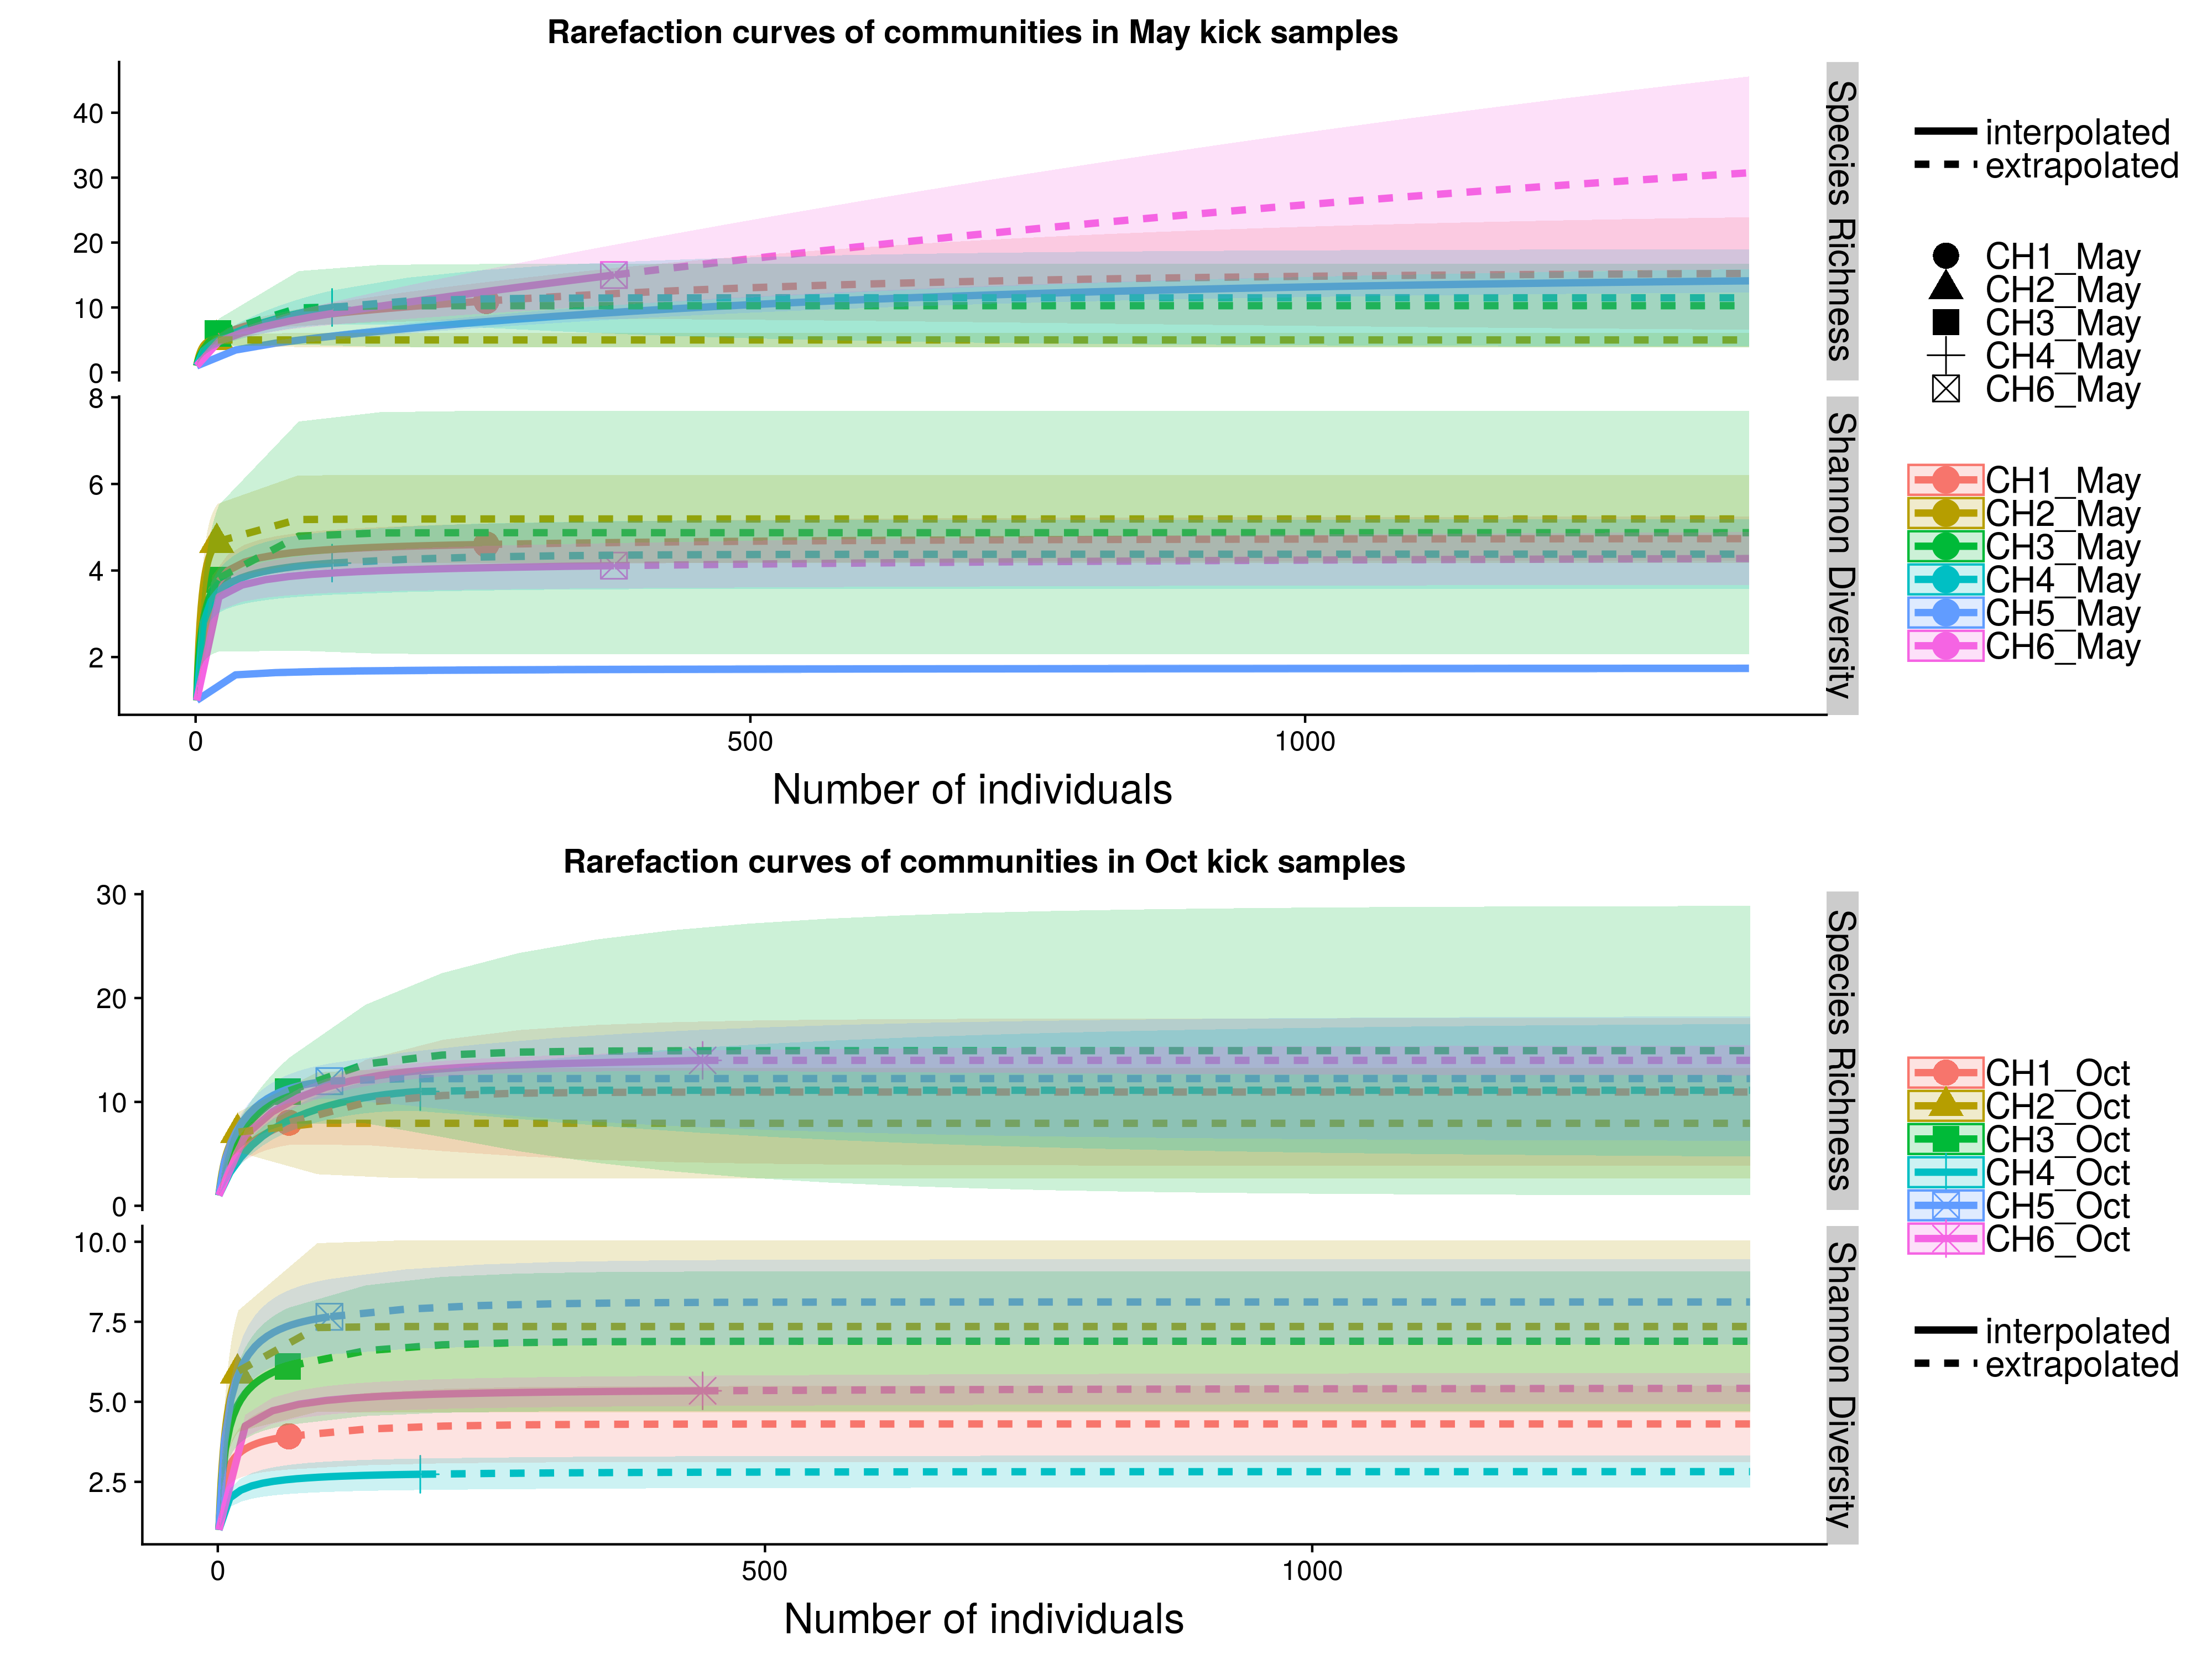 Rarefaction curves of communities in May kick samples
40
30
20
10
0
Species Richness
8
6
4
2
Shannon Diversity
0
500
1000
Number of individuals
interpolated
extrapolated
CH1_May
CH2_May
CH3_May
CH4_May
CH6_May
CH1_May
CH2_May
CH3_May
CH4_May
CH5_May
CH6_May
Rarefaction curves of communities in Oct kick samples
30
20
10
0
Species Richness
10.0
7.5
5.0
2.5
Shannon Diversity
0
500
1000
Number of individuals
CH1_Oct
CH2_Oct
CH3_Oct
CH4_Oct
CH5_Oct
CH6_Oct
interpolated
extrapolated